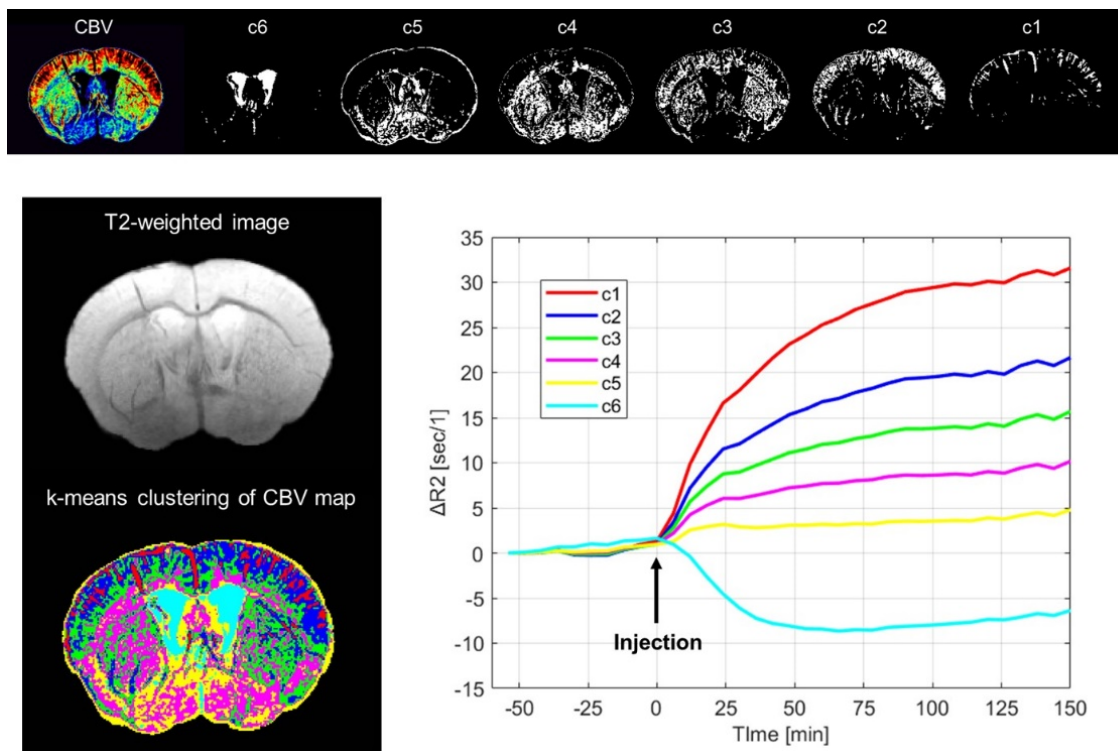 CBV c6 c5 c4 c3 c2 c1
T2-weighted image
k-means clustering of CBV map
35
30
25
20
15
10
5
0
-5
-10
-15
ΔR2 [sec/1]
c1
c2
c3
c4
c5
c6
Injection
-50 -25 0 25 50 75 100 125 150
TIme [min]